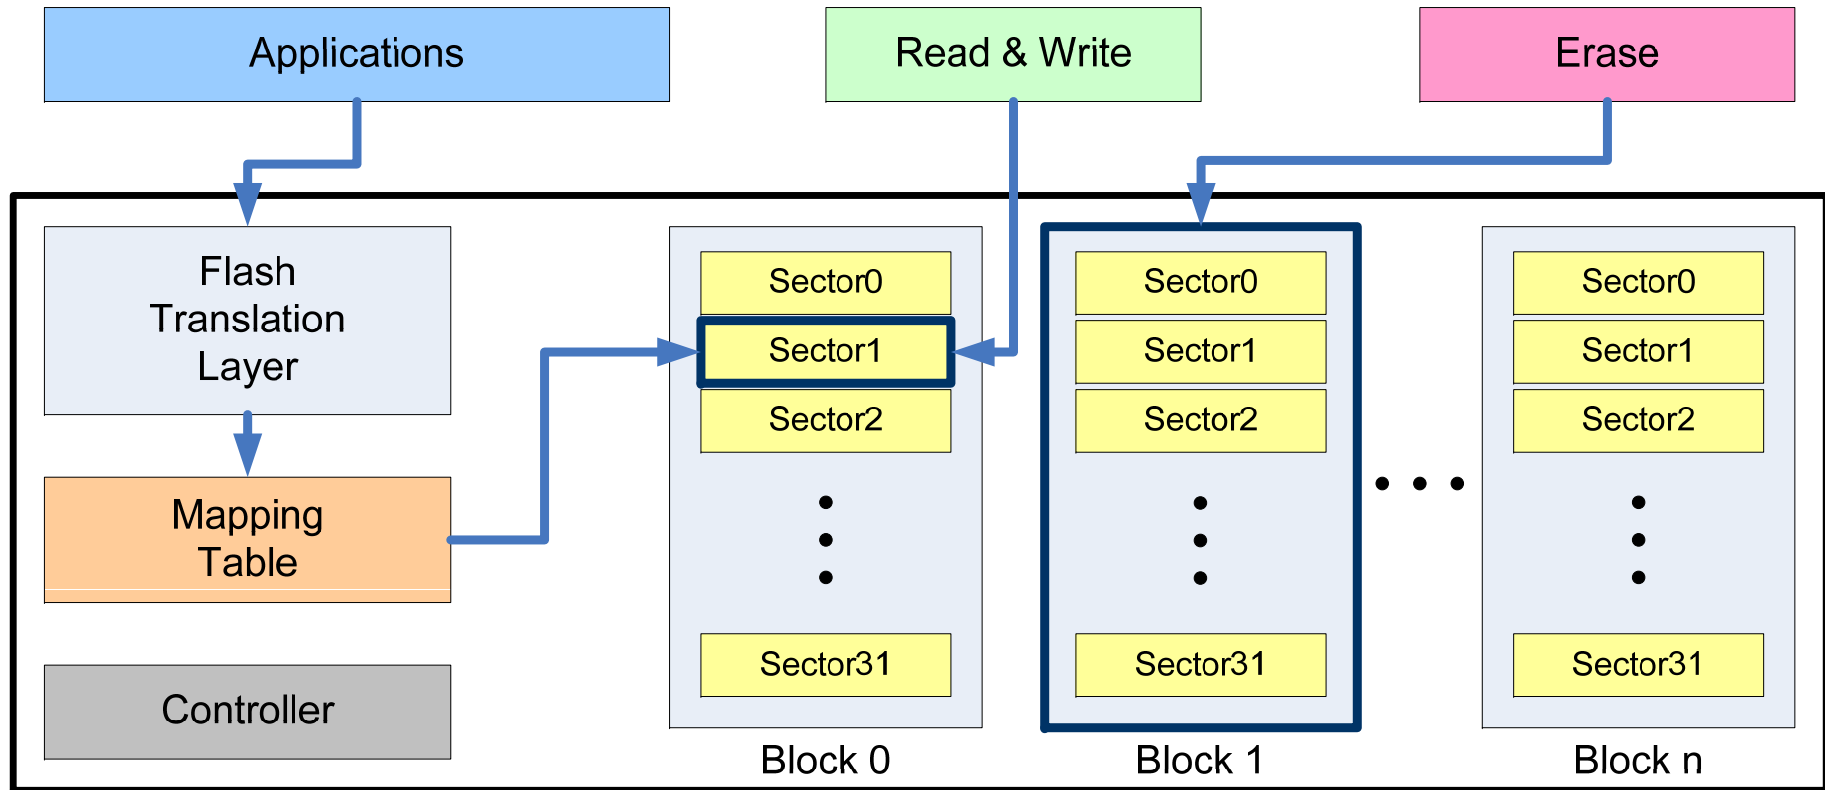 Applications
Read & Write
Erase
Flash
Translation
Layer
Mapping
Table
Controller
Sector0
Sector1
Sector2
Sector31
Block 0
Sector0
Sector1
Sector2
Sector31
Block 1
Sector0
Sector1
Sector2
Sector31
Block n